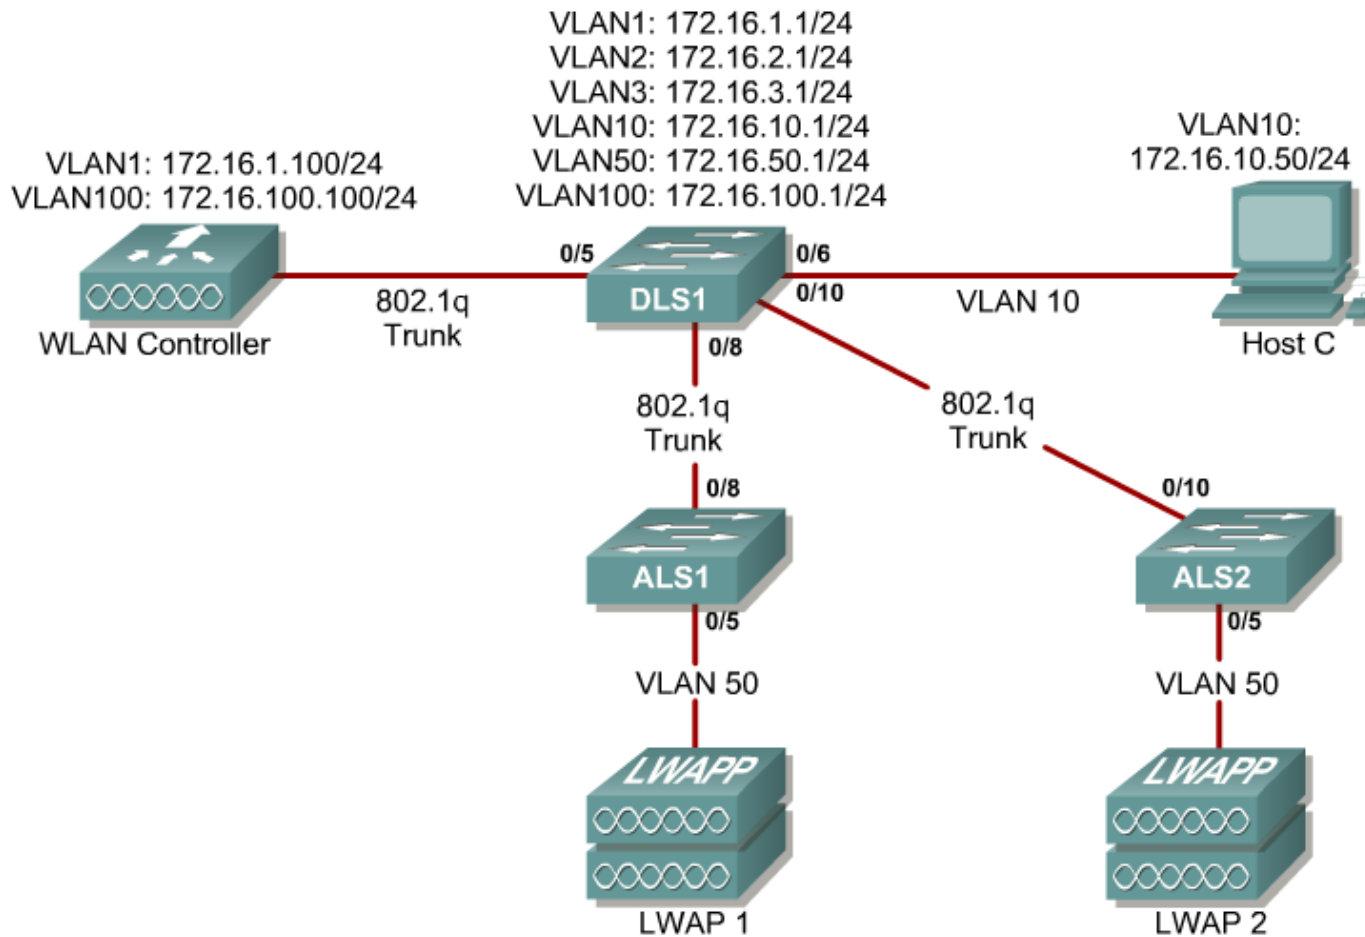 VLAN1: 172.16.1.1/24
VLAN2: 172.16.2.1/24
VLAN3: 172.16.3.1/24
VLAN10: 172.16.10.1/24
VLAN50: 172.16.50.1/24
VLAN100: 172.16.100.1/24
VLAN1: 172.16.1.100/24
VLAN100: 172.16.100.100/24
VLAN10:
172.16.10.50/24
0/5
0/6
0/10
DLS1
802.1q
Trunk
VLAN 10
WLAN Controller
0/8
Host C
802.1q
Trunk
802.1q
Trunk
0/8
0/10
ALS1
ALS2
0/5
0/5
VLAN 50
VLAN 50
LWAPP
LWAPP
LWAP 1
LWAP 2